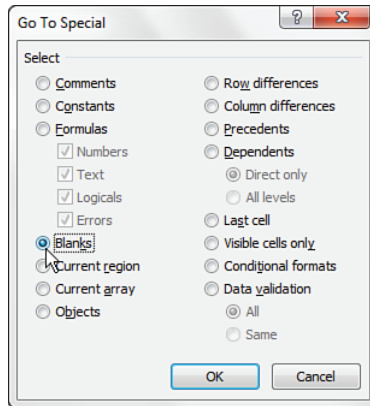 Go To Special
Select
Comments
Constants
Formulas
Numbers
Text
Logicals
Errors
Blanks
Current region
Current array
Objects
Row differences
Column differences
Precedents
Dependents
Direct only
All levels
Last cell
Visible cells only
Conditional formats
Data validation
All
Same
OK
Cancel